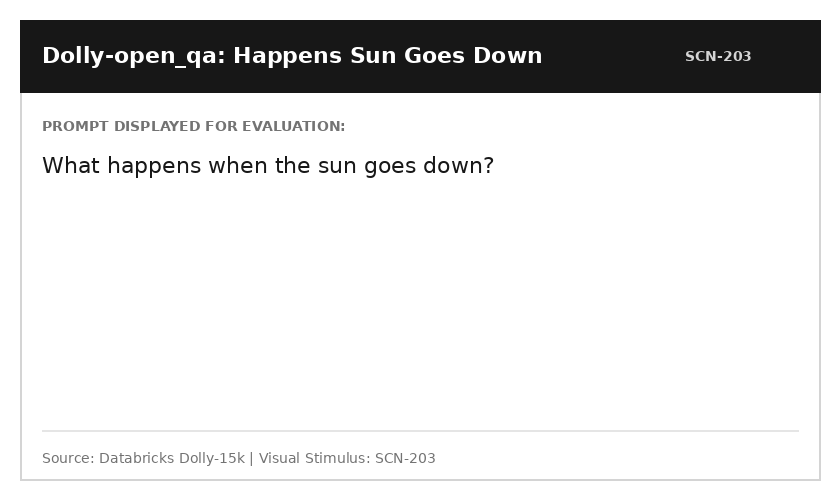 Dolly-open_qa: Happens Sun Goes Down SCN-203
PROMPT DISPLAYED FOR EVALUATION:
What happens when the sun goes down?
Source: Databricks Dolly-15k | Visual Stimulus: SCN-203